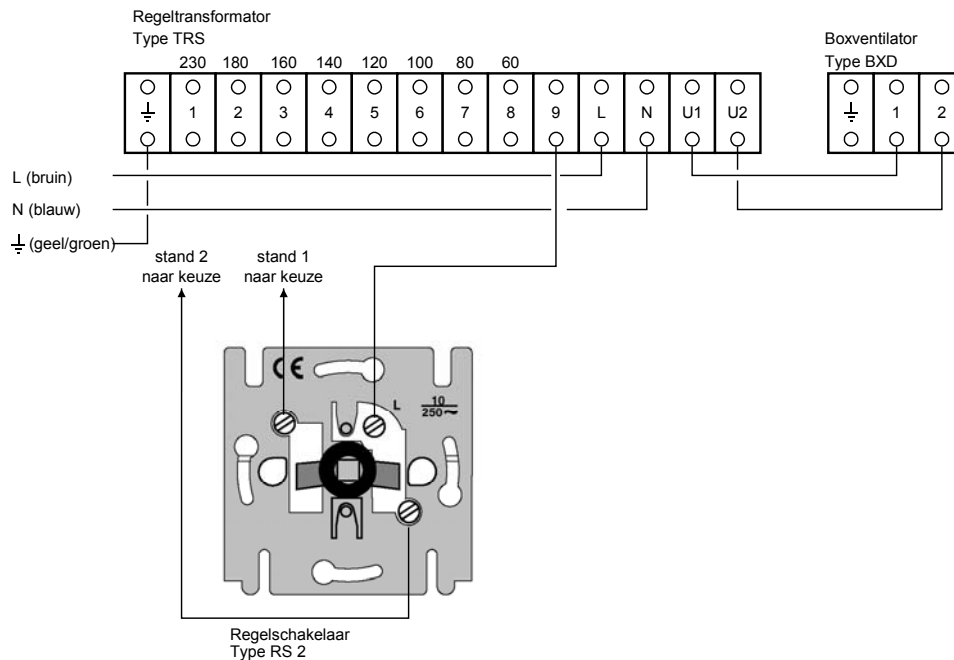 Regeltransformator
Type TRS
Boxventilator
Type BXD
230 180 160 140 120 100 80 60
⏚ 1 2 3 4 5 6 7 8 9 L N U1 U2
⏚ 1 2
L (bruin)
N (blauw)
⏚ (geel/groen)
stand 2
naar keuze
stand 1
naar keuze
CE
L
10
250~
Regelschakelaar
Type RS 2